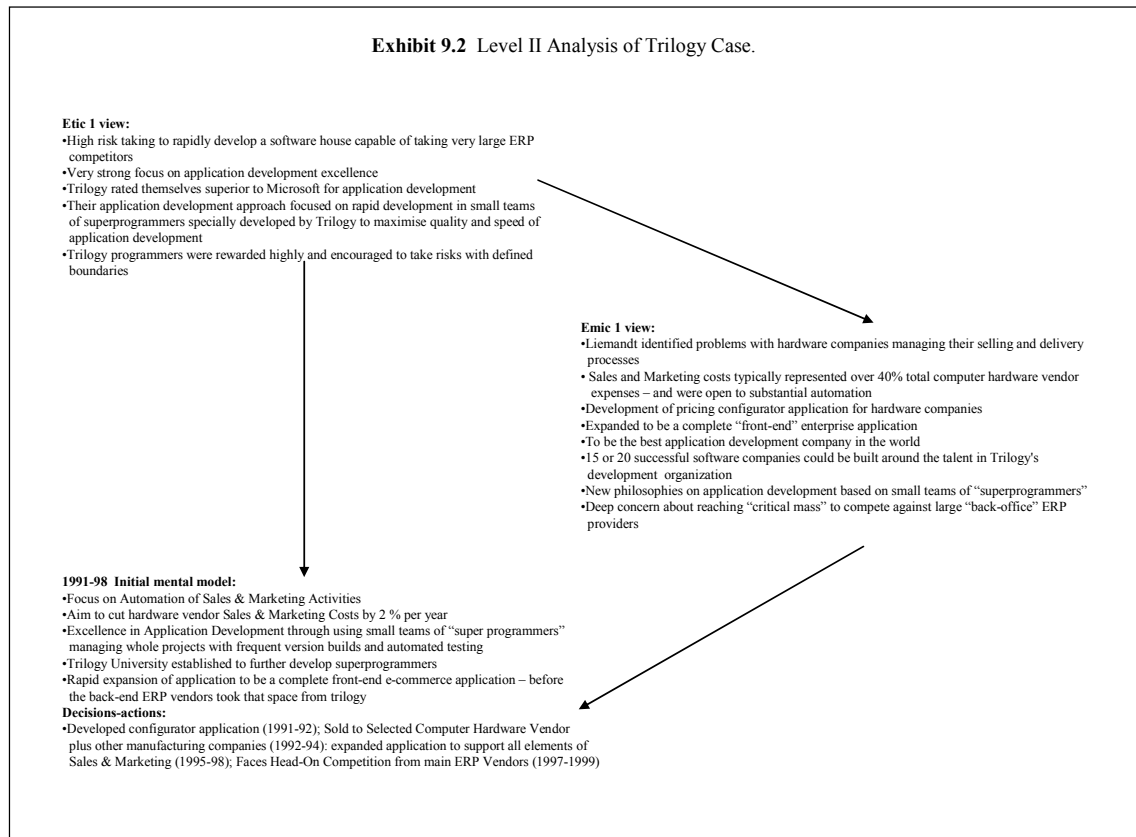 Exhibit 9.2 Level II Analysis of Trilogy Case.
Etic 1 view:
•High risk taking to rapidly develop a software house capable of taking very large ERP
competitors
•Very strong focus on application development excellence
•Trilogy rated themselves superior to Microsoft for application development
•Their application development approach focused on rapid development in small teams
of superprogrammers specially developed by Trilogy to maximise quality and speed of
application development
•Trilogy programmers were rewarded highly and encouraged to take risks with defined
boundaries
Emic 1 view:
•Liemandt identified problems with hardware companies managing their selling and delivery
processes
• Sales and Marketing costs typically represented over 40% total computer hardware vendor
expenses – and were open to substantial automation
•Development of pricing configurator application for hardware companies
•Expanded to be a complete “front-end” enterprise application
•To be the best application development company in the world
•15 or 20 successful software companies could be built around the talent in Trilogy's
development organization
•New philosophies on application development based on small teams of “superprogrammers”
•Deep concern about reaching “critical mass” to compete against large “back-office” ERP
providers
1991-98 Initial mental model:
•Focus on Automation of Sales & Marketing Activities
•Aim to cut hardware vendor Sales & Marketing Costs by 2 % per year
•Excellence in Application Development through using small teams of “super programmers”
managing whole projects with frequent version builds and automated testing
•Trilogy University established to further develop superprogrammers
•Rapid expansion of application to be a complete front-end e-commerce application – before
the back-end ERP vendors took that space from trilogy
Decisions-actions:
•Developed configurator application (1991-92); Sold to Selected Computer Hardware Vendor
plus other manufacturing companies (1992-94): expanded application to support all elements of
Sales & Marketing (1995-98); Faces Head-On Competition from main ERP Vendors (1997-1999)